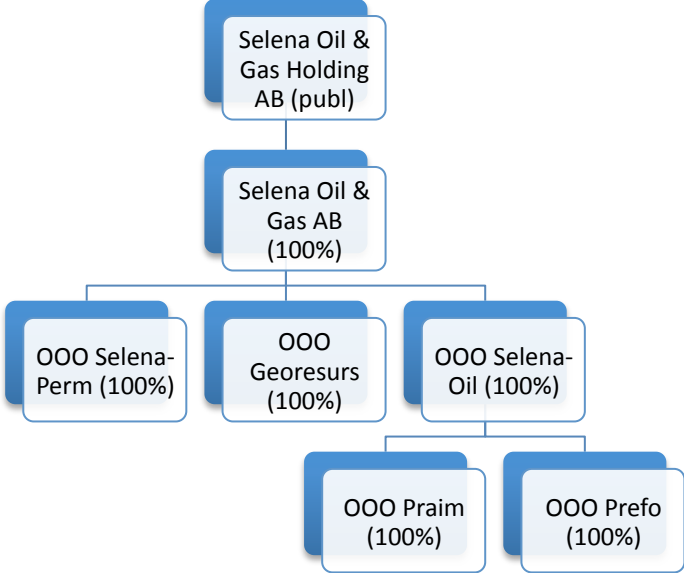 Selena Oil &
Gas Holding
AB (publ)
Selena Oil &
Gas AB
(100%)
OOO Selena-
Perm (100%)
OOO
Georesurs
(100%)
OOO Selena-
Oil (100%)
OOO Praim
(100%)
OOO Prefo
(100%)